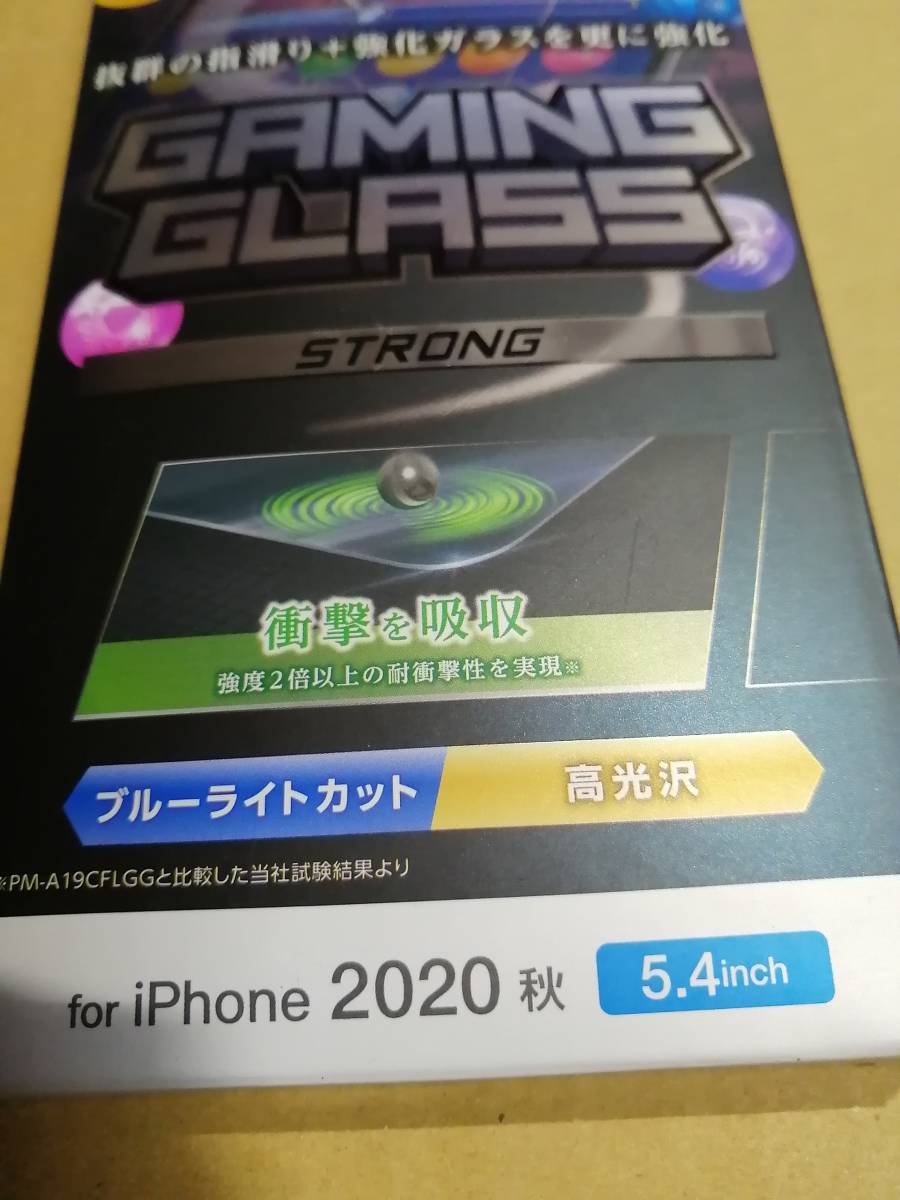 抜群の指滑り+強化ガラスを更に強化
GAMING
GLASS
STRONG
衝撃を吸収
強度2倍以上の耐衝撃性を実現※
ブルーライトカット 高光沢
※PM-A19CFLGGと比較した当社試験結果より
for iPhone 2020 秋 5.4inch